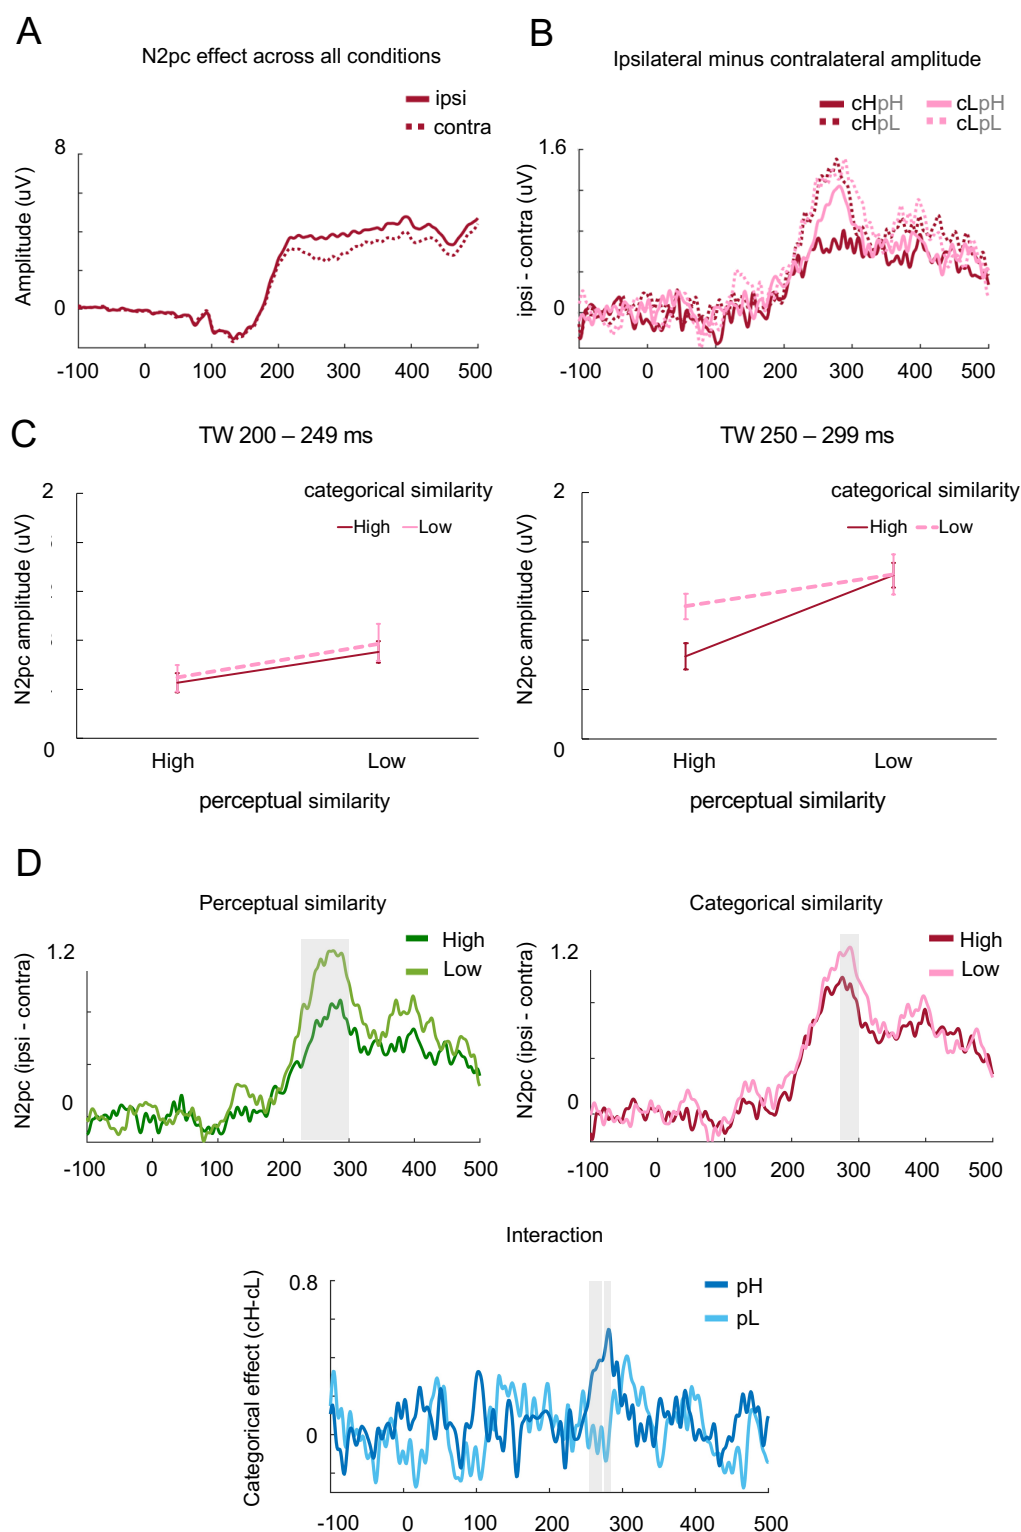 A
N2pc effect across all conditions
ipsi
contra
8
0
Amplitude (uV)
-100 0 100 200 300 400 500
B
Ipsilateral minus contralateral amplitude
cHpH cLpH
cHpL cLpL
1.6
0
ipsi - contra (uV)
-100 0 100 200 300 400 500
C
TW 200 – 249 ms
categorical similarity
High Low
2
0
N2pc amplitude (uV)
High Low
perceptual similarity
TW 250 – 299 ms
categorical similarity
High Low
2
0
N2pc amplitude (uV)
High Low
perceptual similarity
D
Perceptual similarity
High
Low
1.2
0
N2pc (ipsi - contra)
-100 0 100 200 300 400 500
Categorical similarity
High
Low
1.2
0
N2pc (ipsi - contra)
-100 0 100 200 300 400 500
Interaction
pH
pL
0.8
0
Categorical effect (cH-cL)
-100 0 100 200 300 400 500